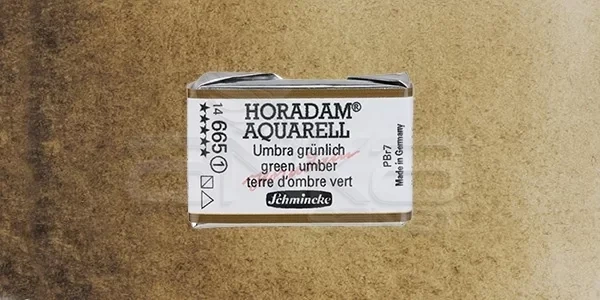 HORADAM®
AQUARELL
Umbra grünlich
green umber
terre d'ombre vert
Schmincke
14 665 ①
★★★★★
PBr7
Made in Germany